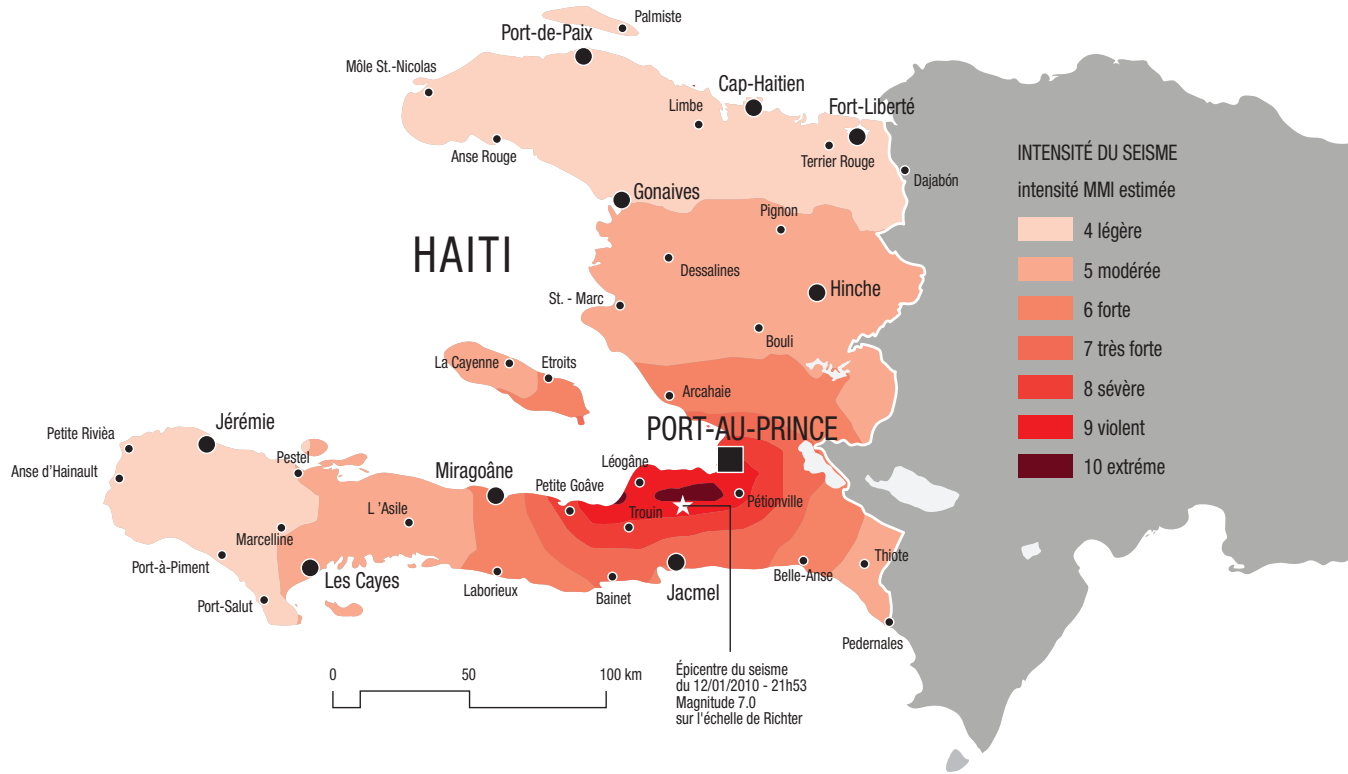 Palmiste
Port-de-Paix
Môle St.-Nicolas
Cap-Haitien
Limbe
Fort-Liberté
Anse Rouge
Terrier Rouge
Dajabón
Gonaives
Pignon
HAITI
Dessalines
Hinche
St. - Marc
Bouli
La Cayenne
Etroits
Arcahaie
PORT-AU-PRINCE
Jérémie
Petite Rivièa
Anse d'Hainault
Pestel
Miragoâne
Léogâne
Petite Goâve
Pétionville
L 'Asile
Trouin
Marcelline
Port-à-Piment
Les Cayes
Port-Salut
Laborieux
Bainet
Jacmel
Belle-Anse
Thiote
Pedernales
INTENSITÉ DU SEISME
intensité MMI estimée
4 légère
5 modérée
6 forte
7 très forte
8 sévère
9 violent
10 extréme
0 50 100 km
Épicentre du seisme
du 12/01/2010 - 21h53
Magnitude 7.0
sur l'échelle de Richter